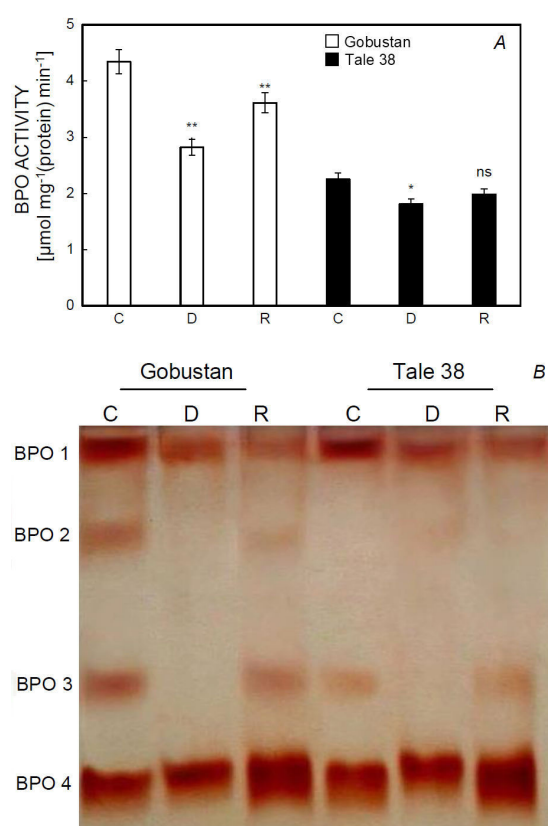 5
4
3
2
1
0
BPO ACTIVITY
[µmol mg⁻¹(protein) min⁻¹]
Gobustan
Tale 38
A
**
**
*
ns
C D R C D R
Gobustan Tale 38 B
C D R C D R
BPO 1
BPO 2
BPO 3
BPO 4